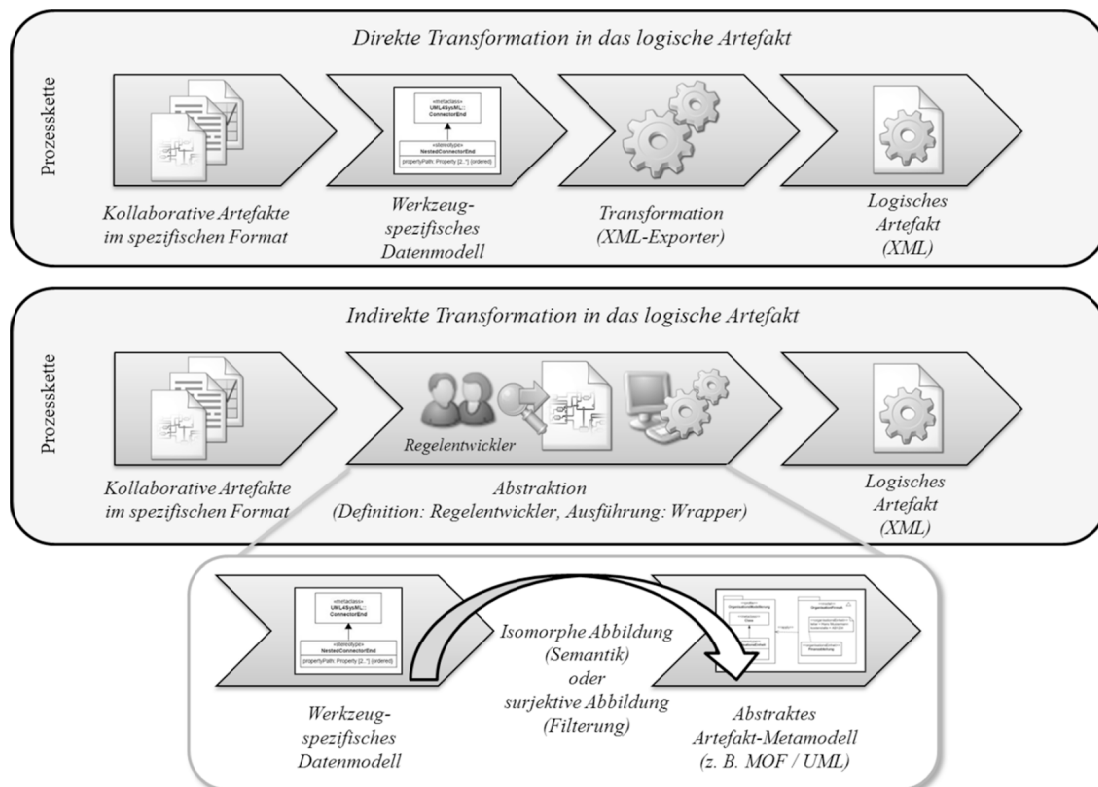 Direkte Transformation in das logische Artefakt
Prozesskette
«metaclass»
UML4SysML::
ConnectorEnd
«stereotype»
NestedConnectorEnd
propertyPath: Property [2..*] {ordered}
Kollaborative Artefakte
im spezifischen Format
Werkzeug-
spezifisches
Datenmodell
Transformation
(XML-Exporter)
Logisches
Artefakt
(XML)
Indirekte Transformation in das logische Artefakt
Prozesskette
Regelentwickler
Kollaborative Artefakte
im spezifischen Format
Abstraktion
(Definition: Regelentwickler, Ausführung: Wrapper)
Logisches
Artefakt
(XML)
«metaclass»
UML4SysML::
ConnectorEnd
«stereotype»
NestedConnectorEnd
propertyPath: Property [2..*] {ordered}
Werkzeug-
spezifisches
Datenmodell
Isomorphe Abbildung
(Semantik)
oder
surjektive Abbildung
(Filterung)
Abstraktes
Artefakt-Metamodell
(z. B. MOF / UML)